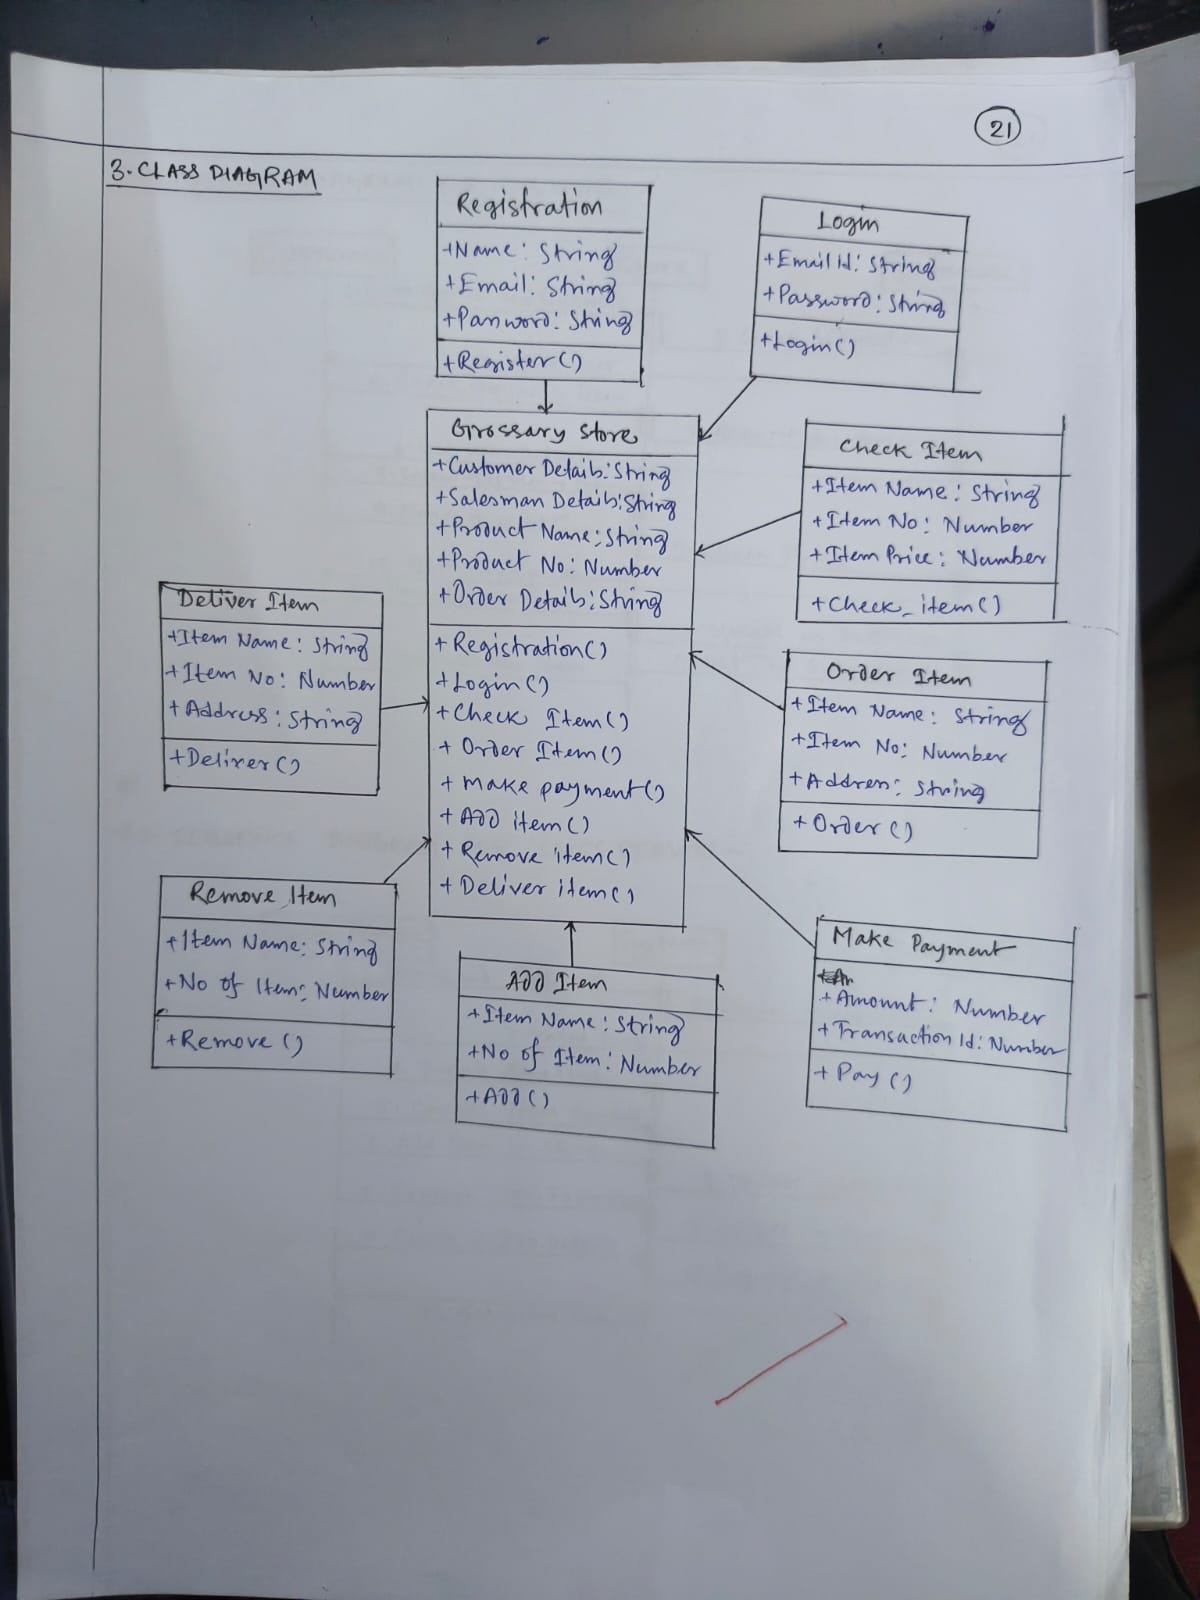 21
3. CLASS DIAGRAM
Registration
+Name: String
+Email: String
+Password: String
+Register()
Login
+Email Id: String
+Password: String
+Login()
Grossary Store
+Customer Details: String
+Salesman Details: String
+Product Name: String
+Product No: Number
+Order Details: String
+Registration()
+Login()
+Check Item()
+ Order Item()
+ Make payment()
+ Add item()
+ Remove item()
+ Deliver item()
Check Item
+Item Name: String
+Item No: Number
+Item Price: Number
+Check_item()
Deliver Item
+Item Name: String
+Item No: Number
+Address: String
+Deliver()
Order Item
+Item Name: String
+Item No: Number
+Address: String
+Order()
Remove Item
+Item Name: String
+No of Item: Number
+Remove()
Add Item
+Item Name: String
+No of Item: Number
+Add()
Make Payment
+Amount: Number
+Transaction Id: Number
+Pay()